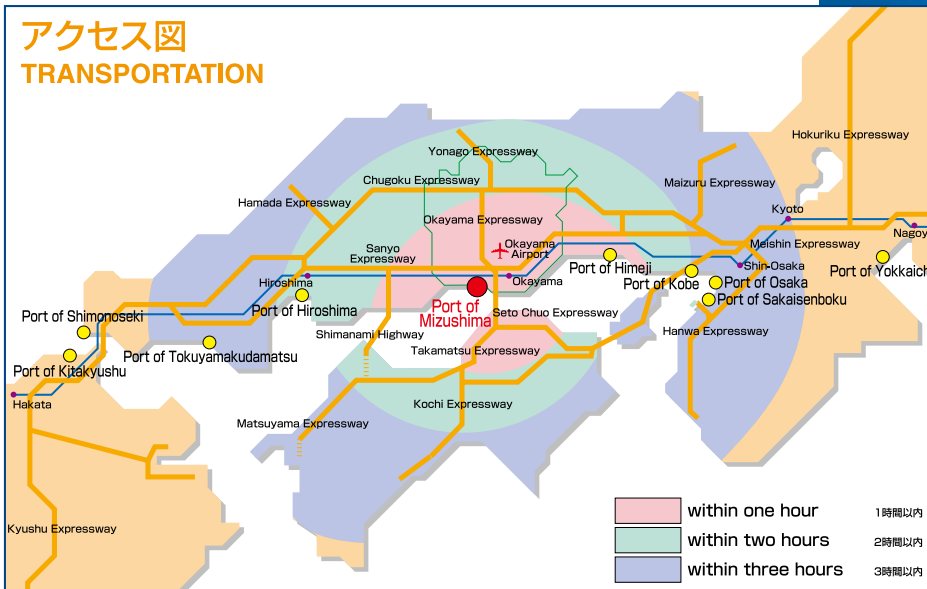 アクセス図
TRANSPORTATION
Hokuriku Expressway
Yonago Expressway
Chugoku Expressway
Maizuru Expressway
Hamada Expressway
Kyoto
Okayama Expressway
Nagoy
Sanyo
Expressway
Okayama
Airport
Meishin Expressway
Port of Himeji
Shin-Osaka
Port of Yokkaich
Hiroshima
Okayama
Port of Kobe
Port of Osaka
Port of Hiroshima
Port of
Mizushima
Port of Sakaisenboku
Seto Chuo Expressway
Port of Shimonoseki
Shimanami Highway
Hanwa Expressway
Port of Tokuyamakudamatsu
Takamatsu Expressway
Port of Kitakyushu
Hakata
Kochi Expressway
Matsuyama Expressway
Kyushu Expressway
within one hour 1時間以内
within two hours 2時間以内
within three hours 3時間以内